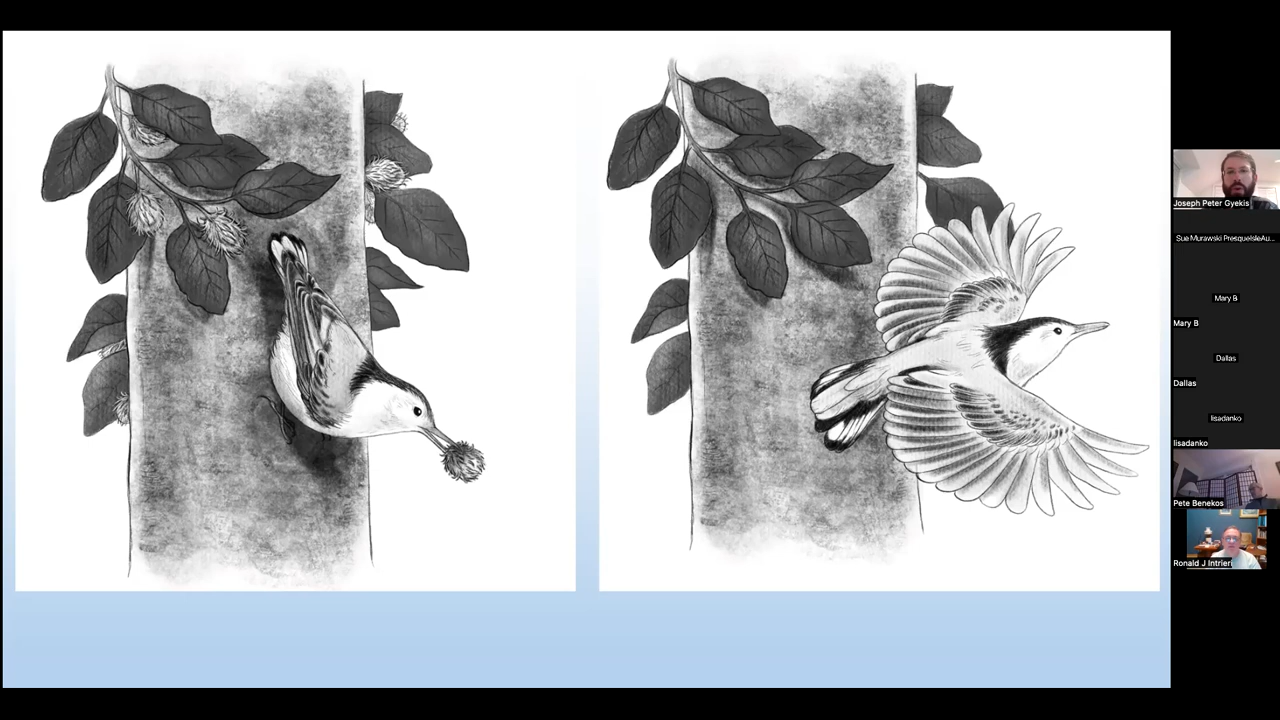 Joseph Peter Gyekis
Sue Murawski PresqueIsleAu...
Mary B
Mary B
Dallas
Dallas
lisadanko
lisadanko
Pete Benekos
Ronald J Intrieri